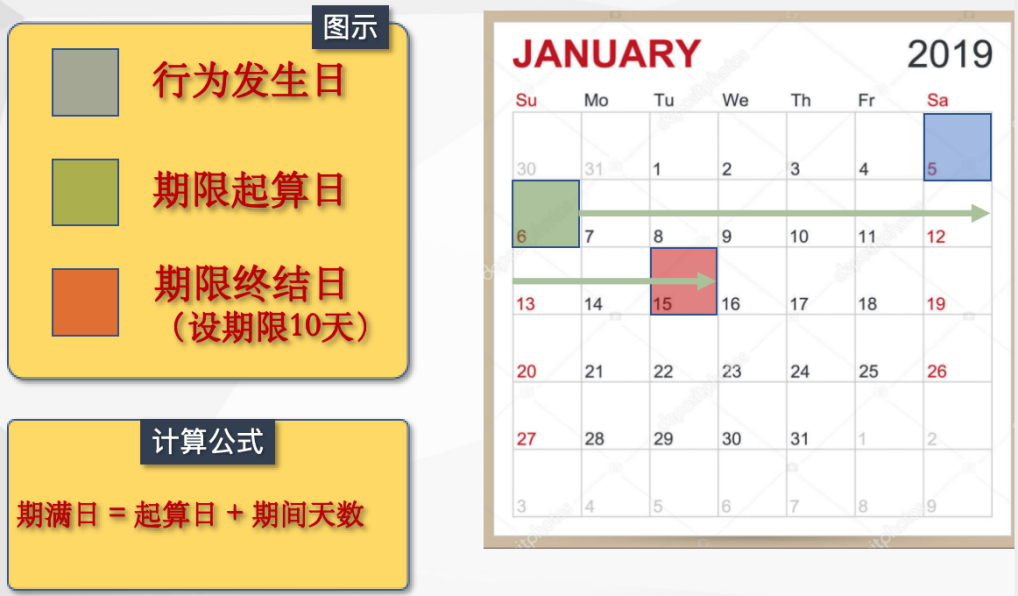 图示
行为发生日
期限起算日
期限终结日
（设期限10天）
计算公式
期满日 = 起算日 + 期间天数
JANUARY 2019
Su Mo Tu We Th Fr Sa
30 31 1 2 3 4 5
6 7 8 9 10 11 12
13 14 15 16 17 18 19
20 21 22 23 24 25 26
27 28 29 30 31 1 2
3 4 5 6 7 8 9